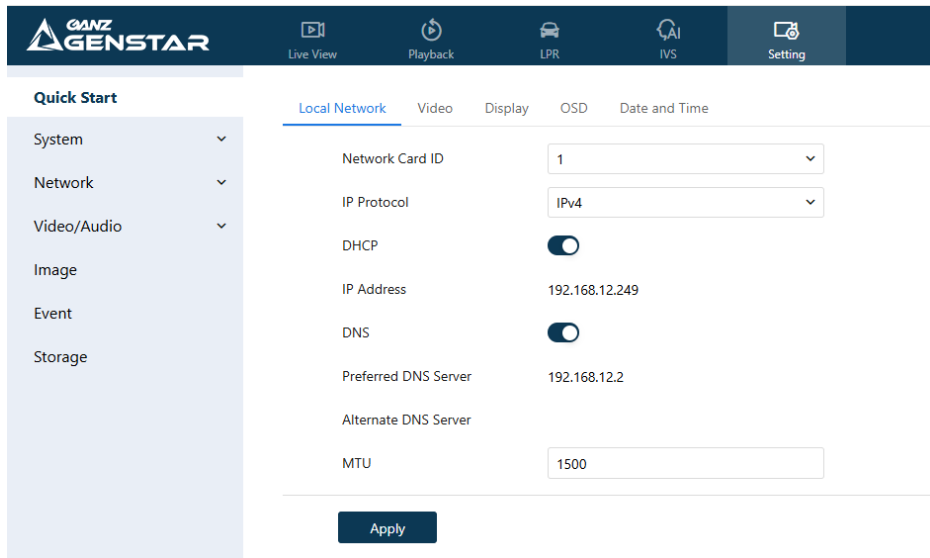 GANZ
GENSTAR
Live View
Playback
LPR
AI
IVS
Setting
Quick Start
System
Network
Video/Audio
Image
Event
Storage
Local Network Video Display OSD Date and Time
Network Card ID 1
IP Protocol IPv4
DHCP
IP Address 192.168.12.249
DNS
Preferred DNS Server 192.168.12.2
Alternate DNS Server
MTU 1500
Apply